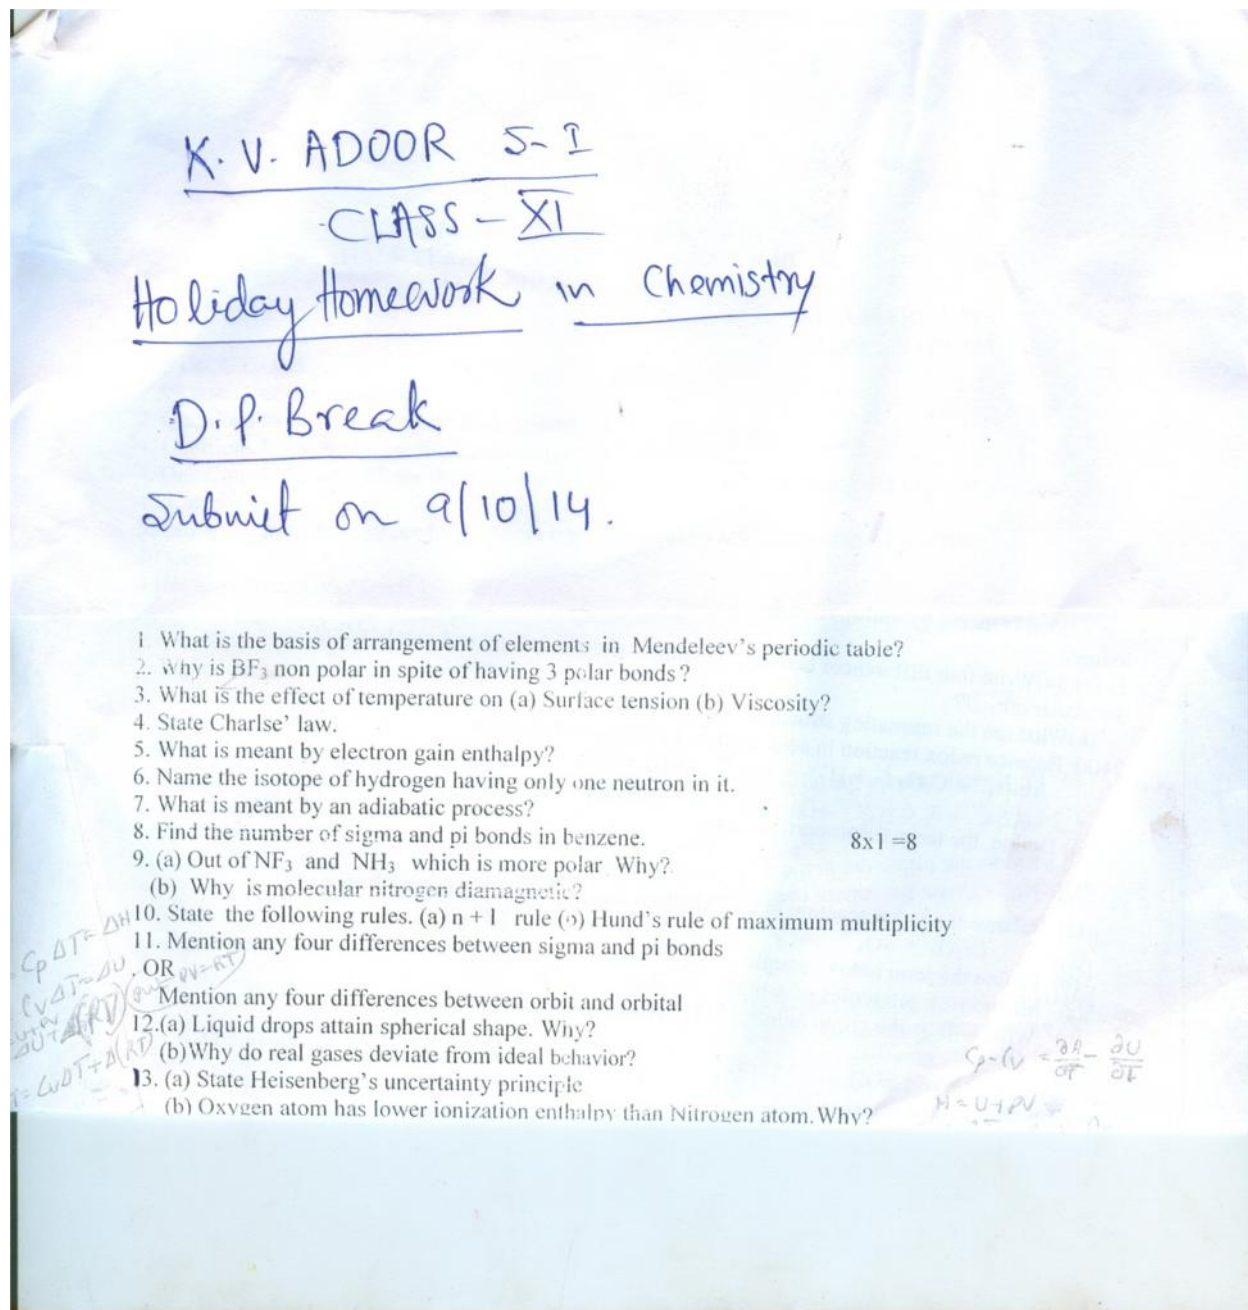 K. V. ADOOR S-I
CLASS - XI
Holiday Homework in Chemistry
D.P. Break
Submit on 9/10/14.
1 What is the basis of arrangement of elements in Mendeleev's periodic table?
2. Why is BF3 non polar in spite of having 3 polar bonds?
3. What is the effect of temperature on (a) Surface tension (b) Viscosity?
4. State Charlse' law.
5. What is meant by electron gain enthalpy?
6. Name the isotope of hydrogen having only one neutron in it.
7. What is meant by an adiabatic process?
8. Find the number of sigma and pi bonds in benzene. 8x1 =8
9. (a) Out of NF3 and NH3 which is more polar Why?
(b) Why is molecular nitrogen diamagnetic?
10. State the following rules. (a) n + l rule (b) Hund's rule of maximum multiplicity
11. Mention any four differences between sigma and pi bonds
OR
Mention any four differences between orbit and orbital
12.(a) Liquid drops attain spherical shape. Why?
(b)Why do real gases deviate from ideal behavior?
13. (a) State Heisenberg's uncertainty principle
(b) Oxygen atom has lower ionization enthalpy than Nitrogen atom. Why?
Cp ΔT = ΔH
Cv ΔT = ΔU
PV=RT
= CvΔT + Δ(RT)
Cp - Cv = ∂H/∂T - ∂U/∂T
H = U + PV